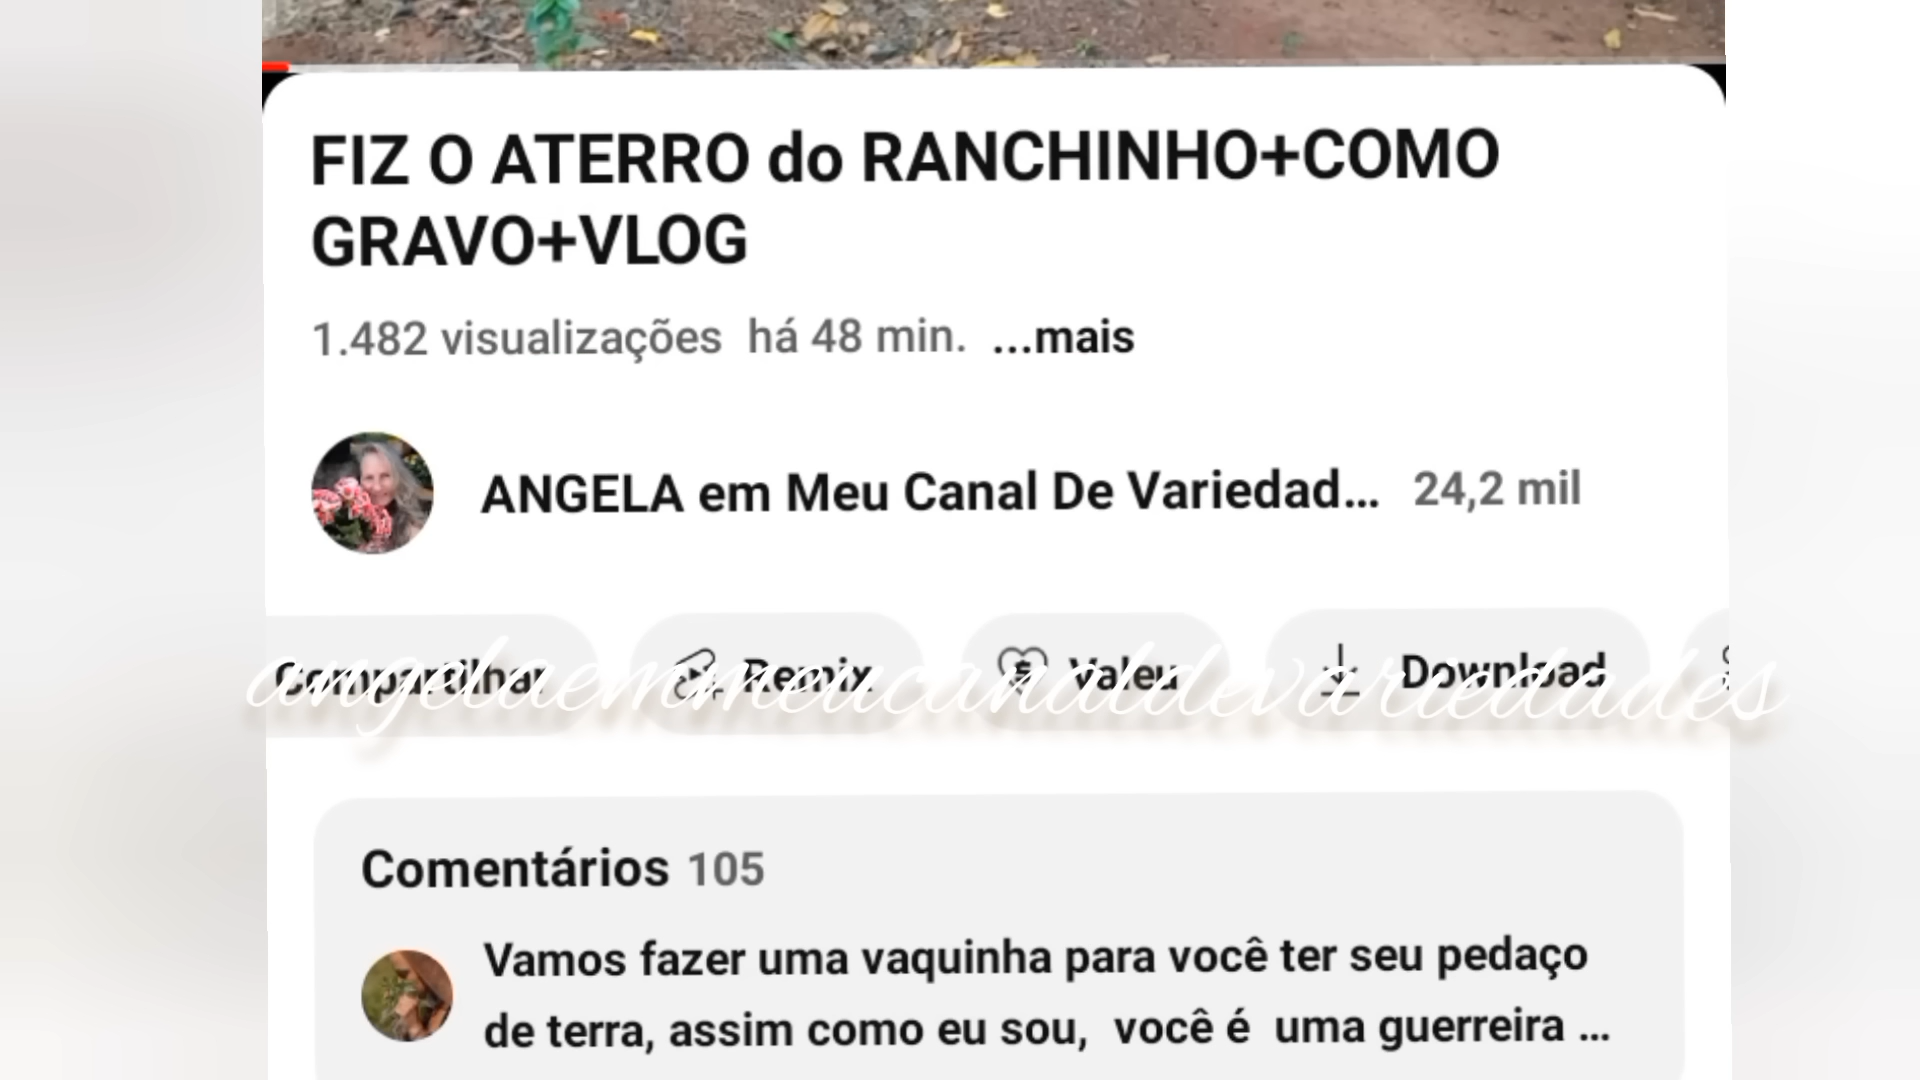 FIZ O ATERRO do RANCHINHO+COMO
GRAVO+VLOG
1.482 visualizações há 48 min. ...mais
ANGELA em Meu Canal De Variedad... 24,2 mil
Compartilhar Remix Valeu Download
angelaemmeucanaldevariedades
Comentários 105
Vamos fazer uma vaquinha para você ter seu pedaço
de terra, assim como eu sou, você é uma guerreira ...